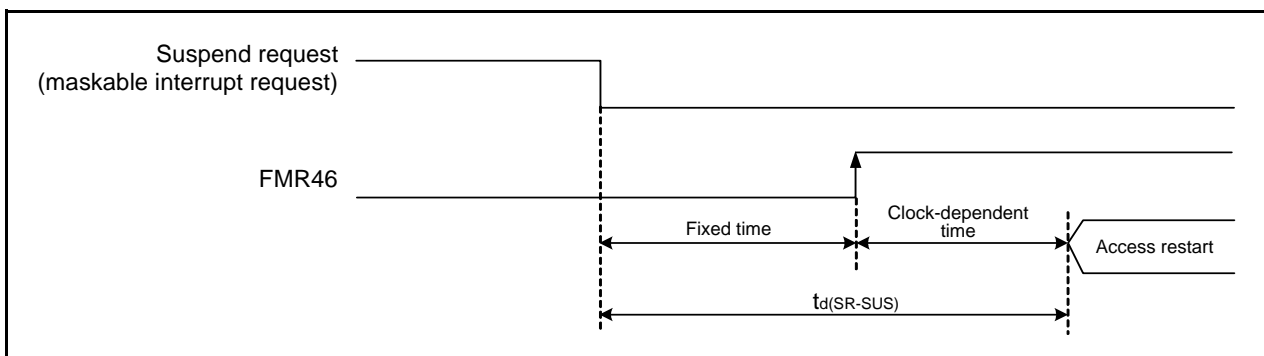 Suspend request
(maskable interrupt request)
FMR46
Fixed time
Clock-dependent
time
Access restart
td(SR-SUS)